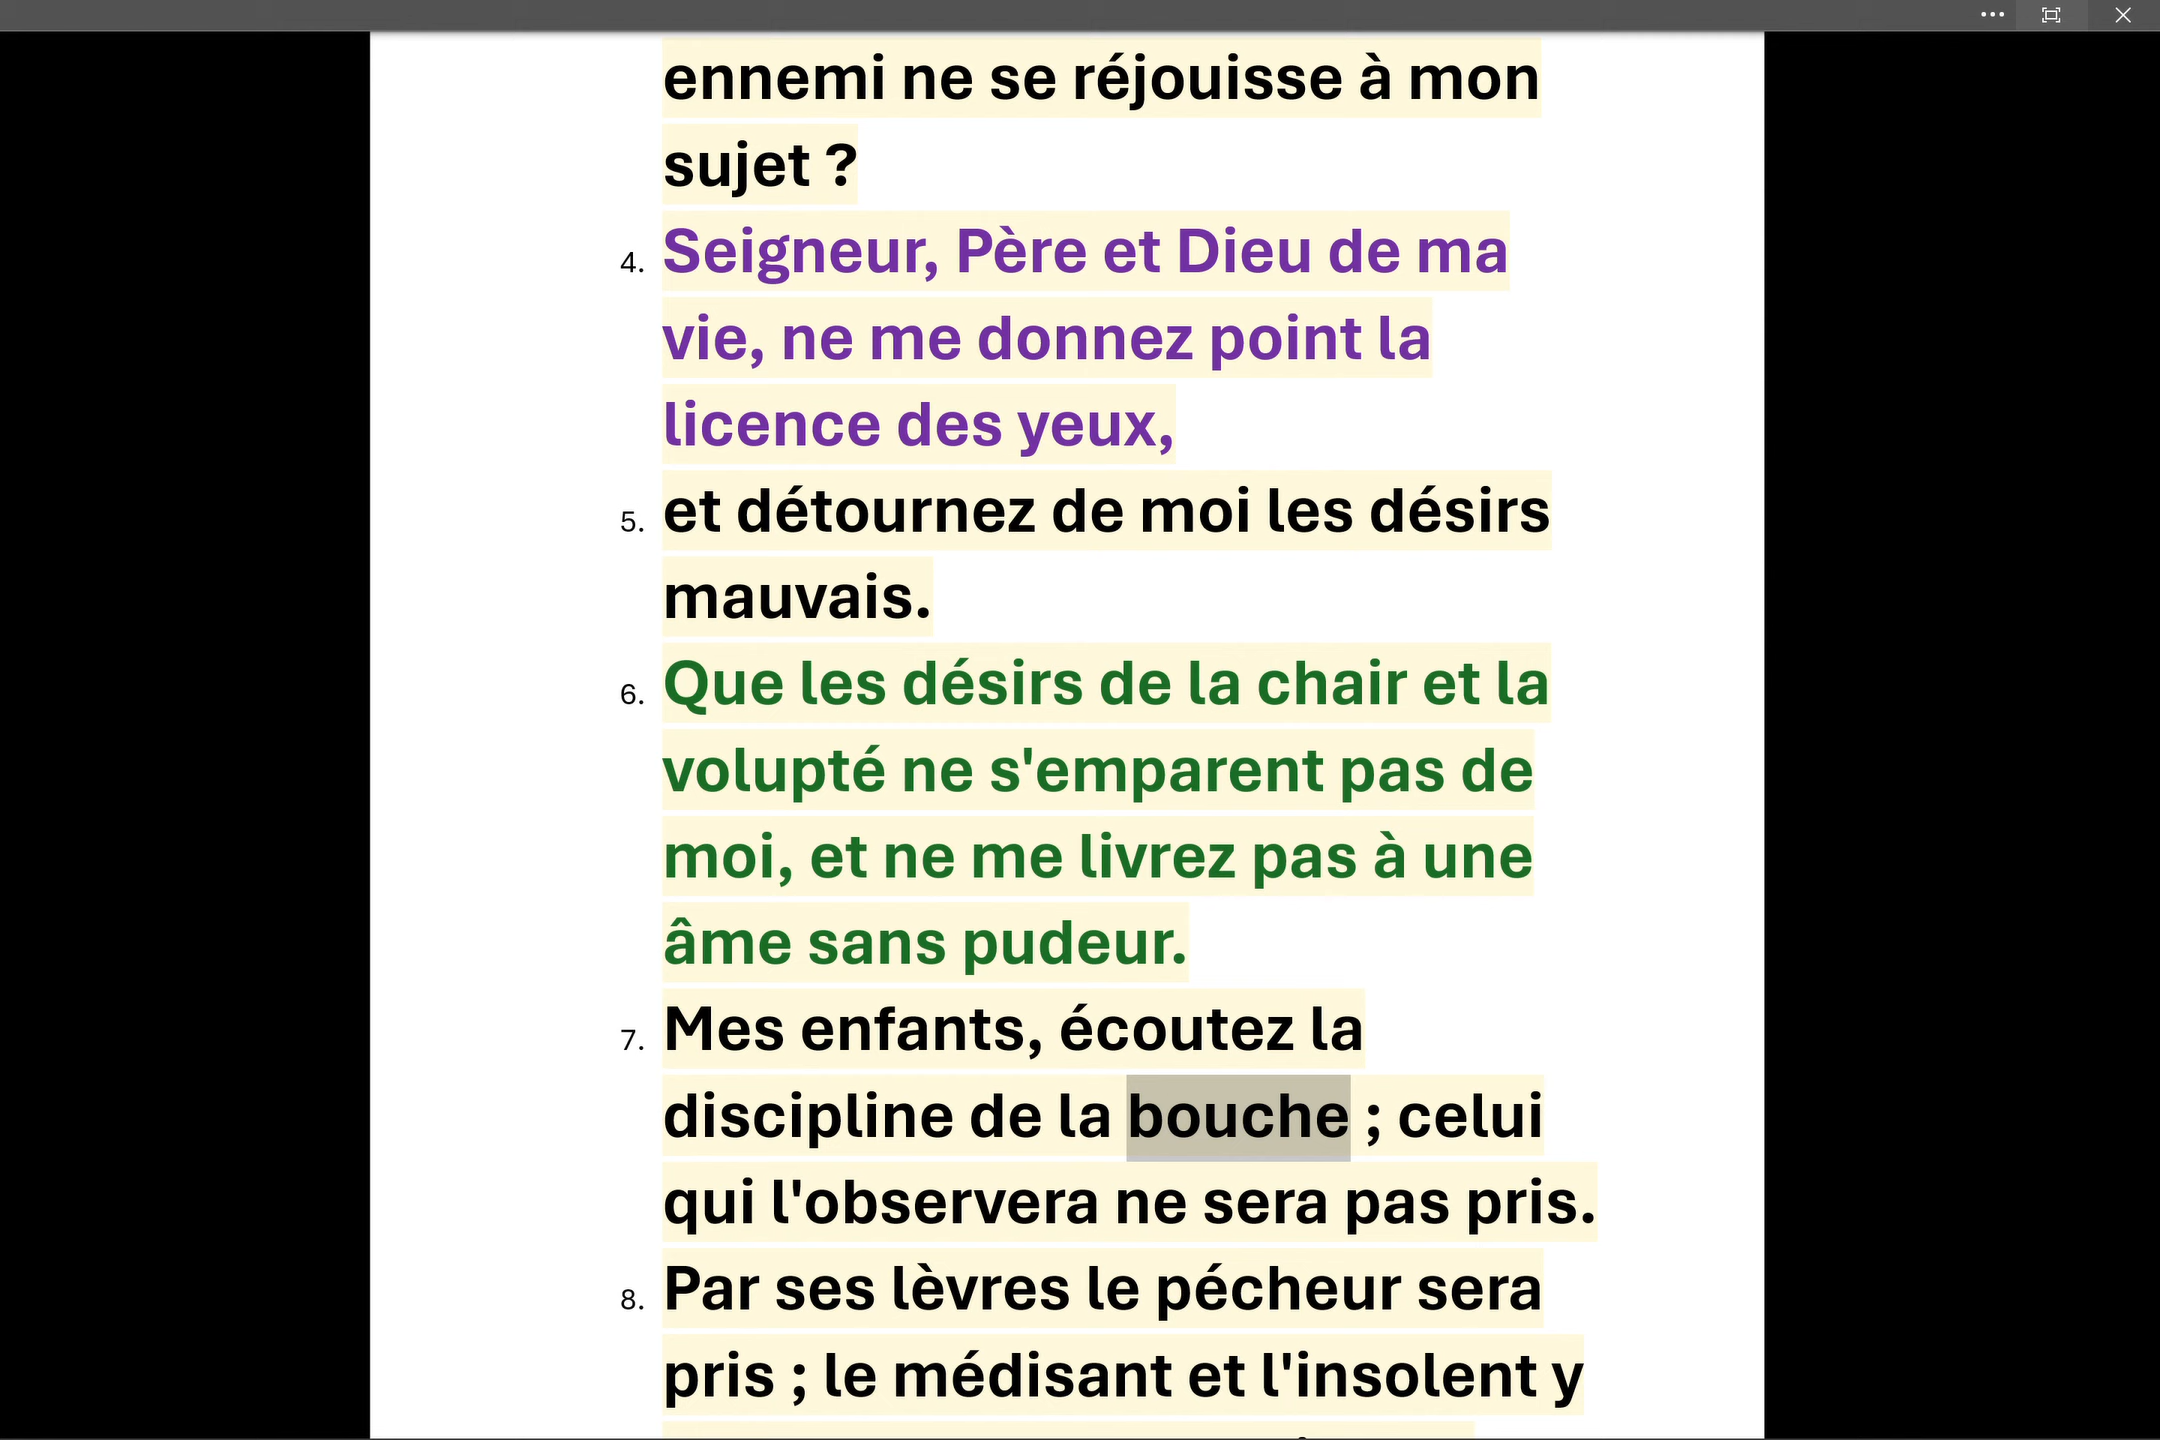 ennemi ne se réjouisse à mon
sujet ?
4. Seigneur, Père et Dieu de ma
vie, ne me donnez point la
licence des yeux,
5. et détournez de moi les désirs
mauvais.
6. Que les désirs de la chair et la
volupté ne s'emparent pas de
moi, et ne me livrez pas à une
âme sans pudeur.
7. Mes enfants, écoutez la
discipline de la bouche ; celui
qui l'observera ne sera pas pris.
8. Par ses lèvres le pécheur sera
pris ; le médisant et l'insolent y